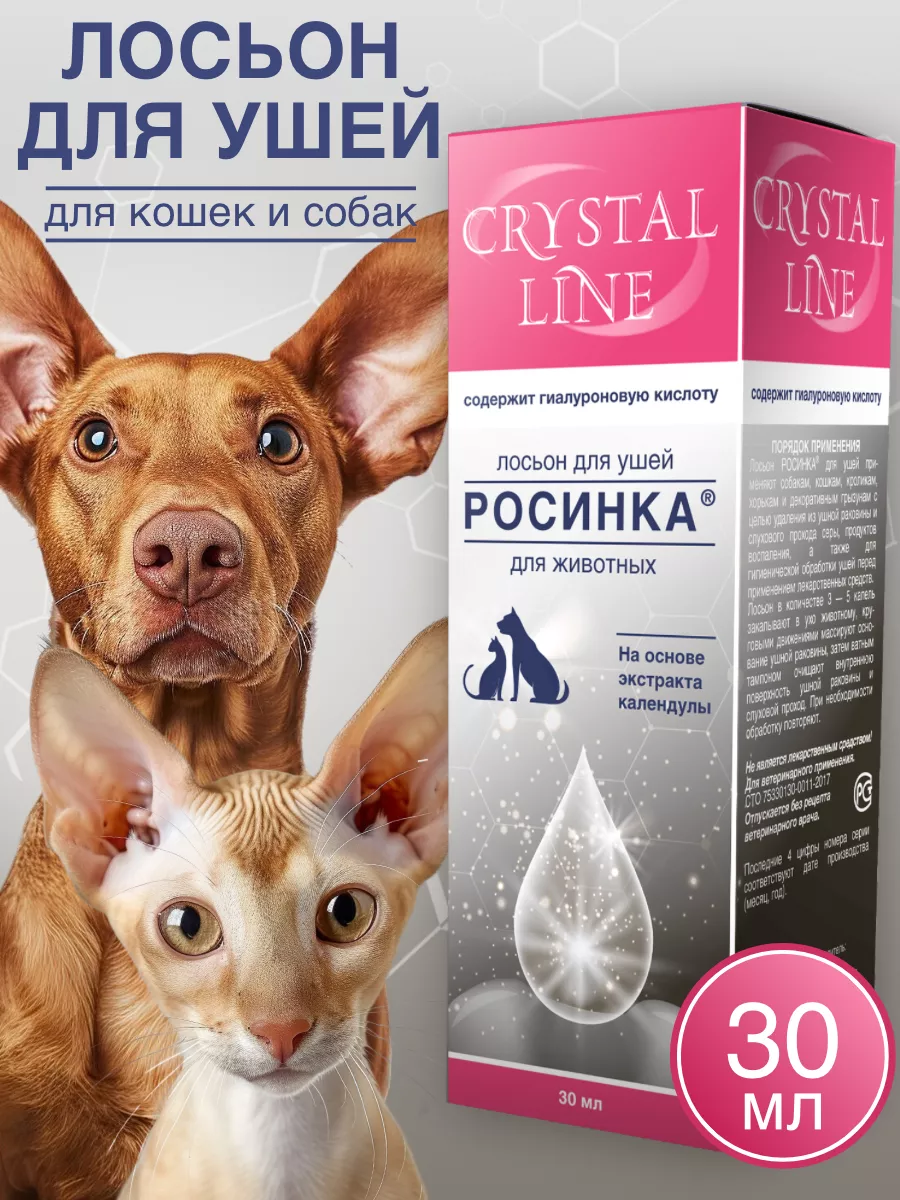 ЛОСЬОН
ДЛЯ УШЕЙ
для кошек и собак
CRYSTAL
LINE
содержит гиалуроновую кислоту
лосьон для ушей
РОСИНКА®
для животных
На основе
экстракта
календулы
30 мл
CRYSTAL
LINE
содержит гиалуроновую кислоту
ПОРЯДОК ПРИМЕНЕНИЯ
Лосьон РОСИНКА® для ушей при-
меняют собакам, кошкам, кроликам,
хорькам и декоративным грызунам с
целью удаления из ушной раковины и
слухового прохода серы, продуктов
воспаления, а также для
гигиенической обработки ушей перед
применением лекарственных средств.
Лосьон в количестве 3 — 5 капель
закапывают в ухо животному, кру-
говыми движениями массируют осно-
вание ушной раковины, затем ватным
тампоном очищают внутреннюю
поверхность ушной раковины и
слуховой проход. При необходимости
обработку повторяют.
Не является лекарственным средством!
Для ветеринарного применения.
СТО 75330130-0011-2017
Отпускается без рецепта
ветеринарного врача.
РСТ
Последние 4 цифры номера серии
соответствуют дате производства
(месяц, год).
30
мл